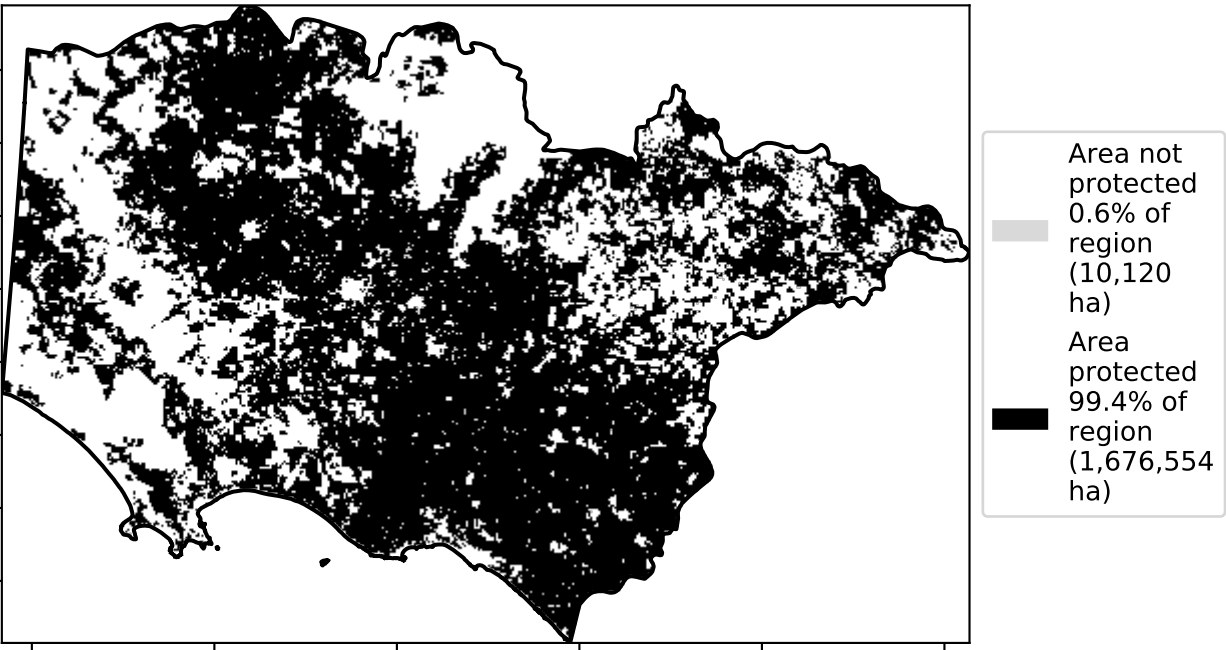 Area not
protected
0.6% of
region
(10,120
ha)
Area
protected
99.4% of
region
(1,676,554
ha)